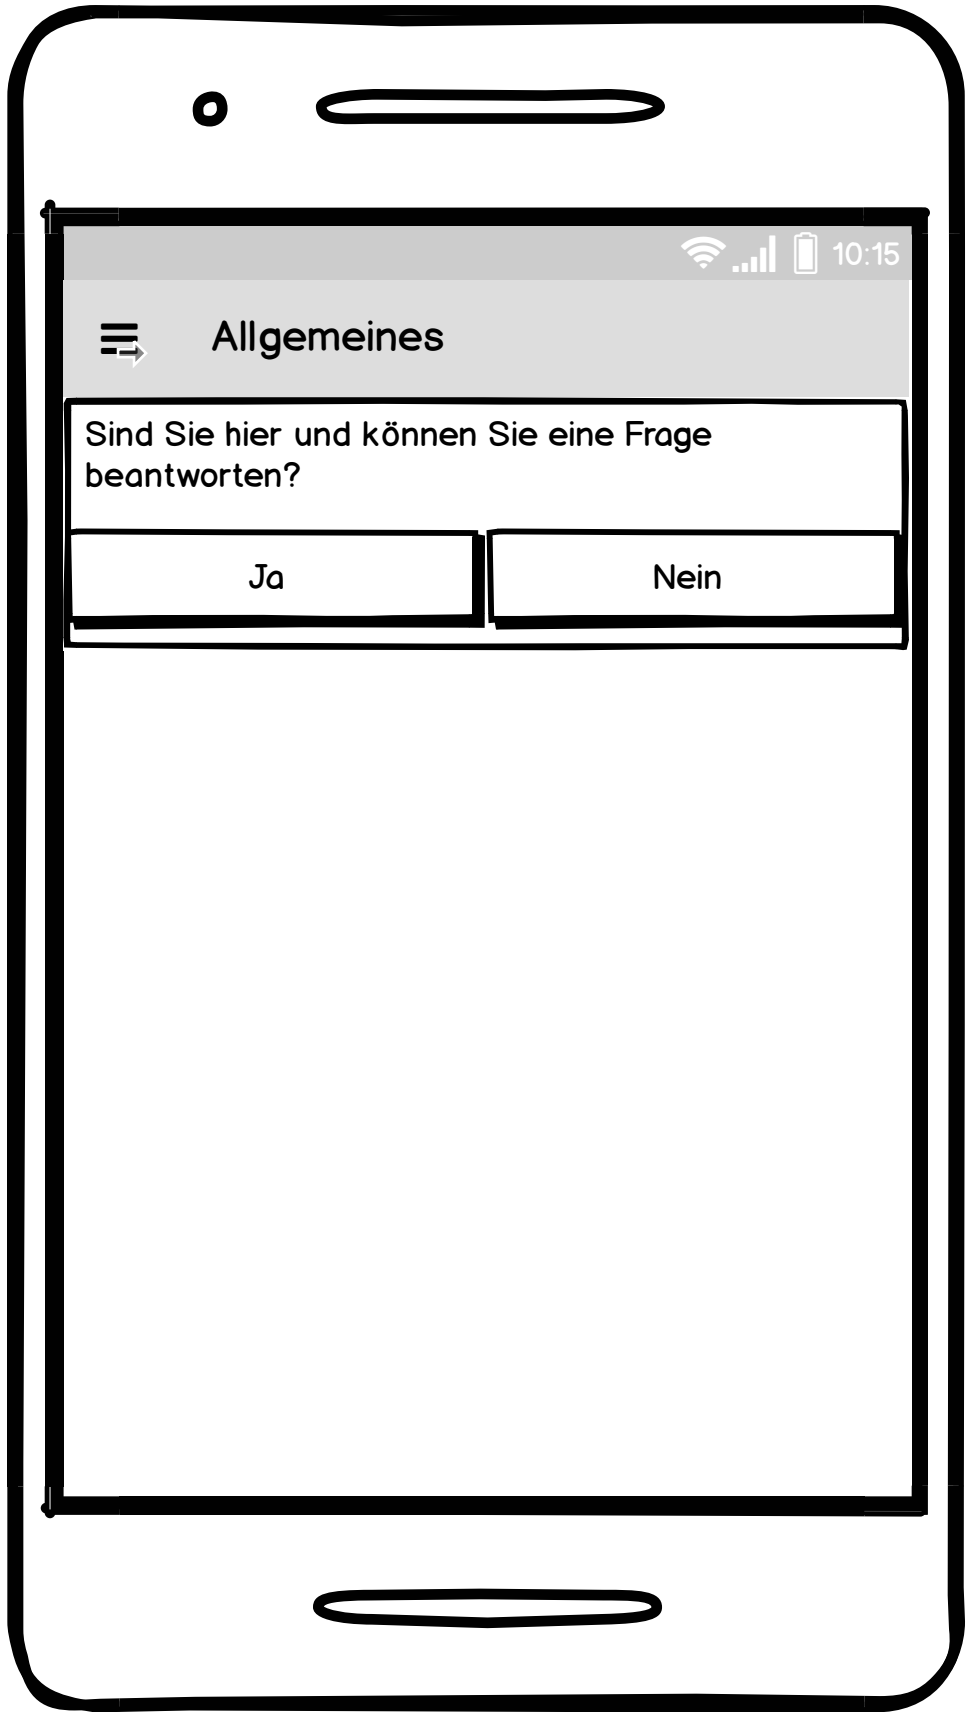 10:15
Allgemeines
Sind Sie hier und können Sie eine Frage
beantworten?
Ja
Nein